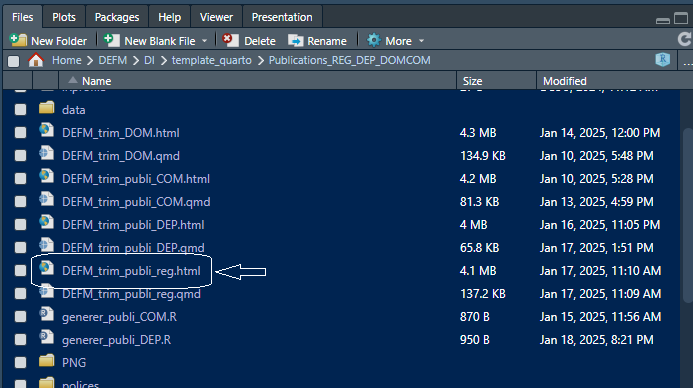 Files Plots Packages Help Viewer Presentation
New Folder New Blank File Delete Rename More
Home DEFM DI template_quarto Publications_REG_DEP_DOMCOM ...
Name Size Modified
data
DEFM_trim_DOM.html 4.3 MB Jan 14, 2025, 12:00 PM
DEFM_trim_DOM.qmd 134.9 KB Jan 10, 2025, 5:48 PM
DEFM_trim_publi_COM.html 4.2 MB Jan 10, 2025, 5:28 PM
DEFM_trim_publi_COM.qmd 81.3 KB Jan 13, 2025, 4:59 PM
DEFM_trim_publi_DEP.html 4 MB Jan 16, 2025, 11:05 PM
DEFM_trim_publi_DEP.qmd 65.8 KB Jan 17, 2025, 1:51 PM
DEFM_trim_publi_reg.html 4.1 MB Jan 17, 2025, 11:10 AM
DEFM_trim_publi_reg.qmd 137.2 KB Jan 17, 2025, 11:09 AM
generer_publi_COM.R 870 B Jan 15, 2025, 11:56 AM
generer_publi_DEP.R 950 B Jan 18, 2025, 8:21 PM
PNG
polices